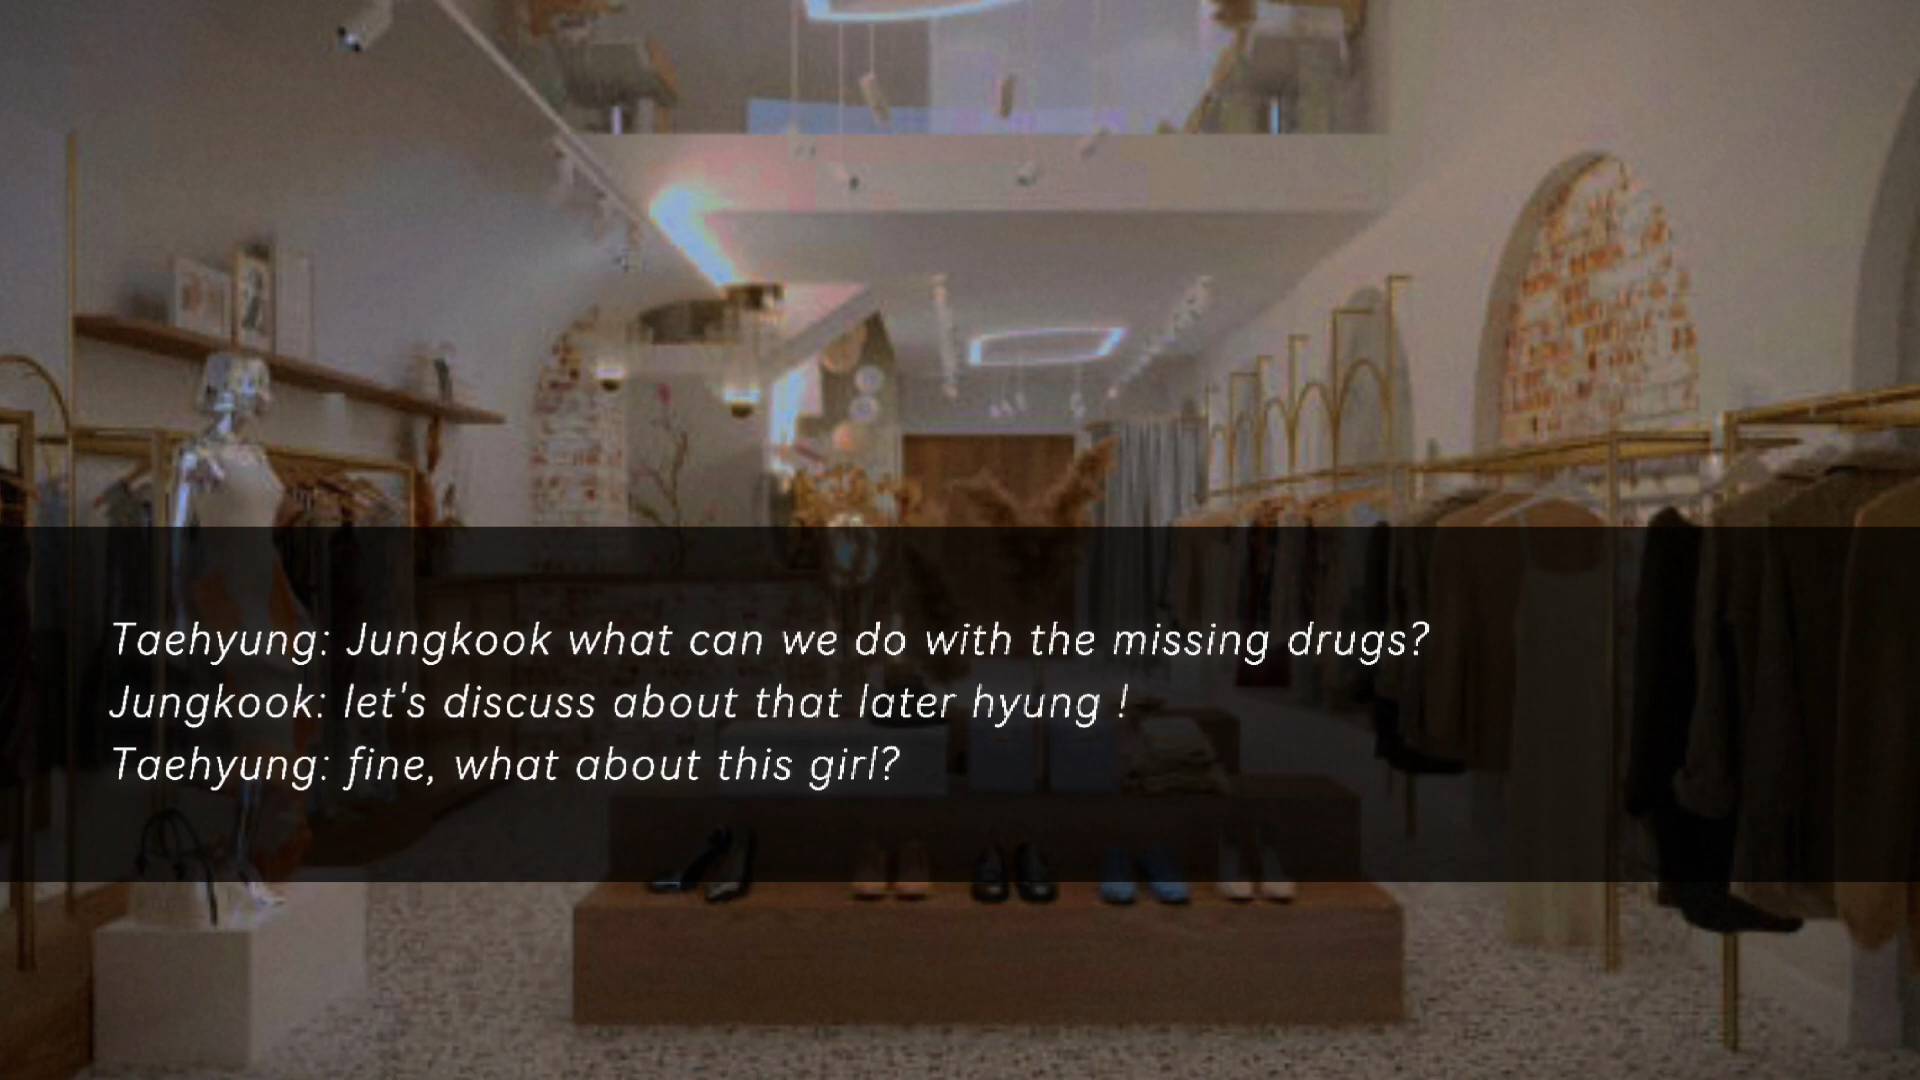 Taehyung: Jungkook what can we do with the missing drugs?
Jungkook: let's discuss about that later hyung !
Taehyung: fine, what about this girl?